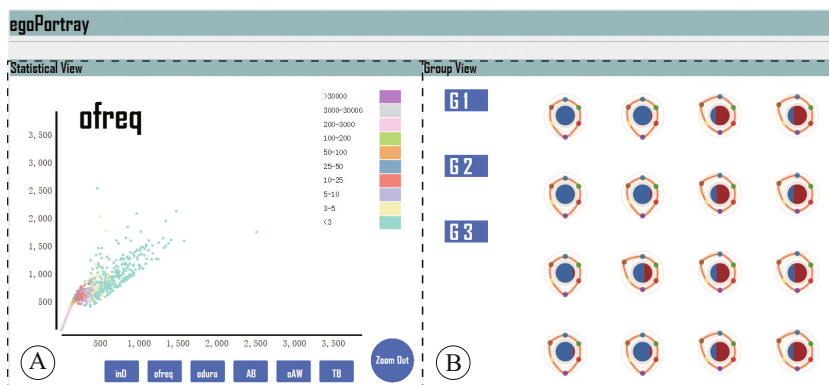 egoPortray
Statistical View
Group View
ofreq
>30000
3000-30000
200-3000
100-200
50-100
25-50
10-25
5-10
3-5
<3
3,500
3,000
2,500
2,000
1,500
1,000
500
500 1,000 1,500 2,000 2,500 3,000 3,500
A
inD ofreq odura AB oAW TB
Zoom Out
G 1
G 2
G 3
B